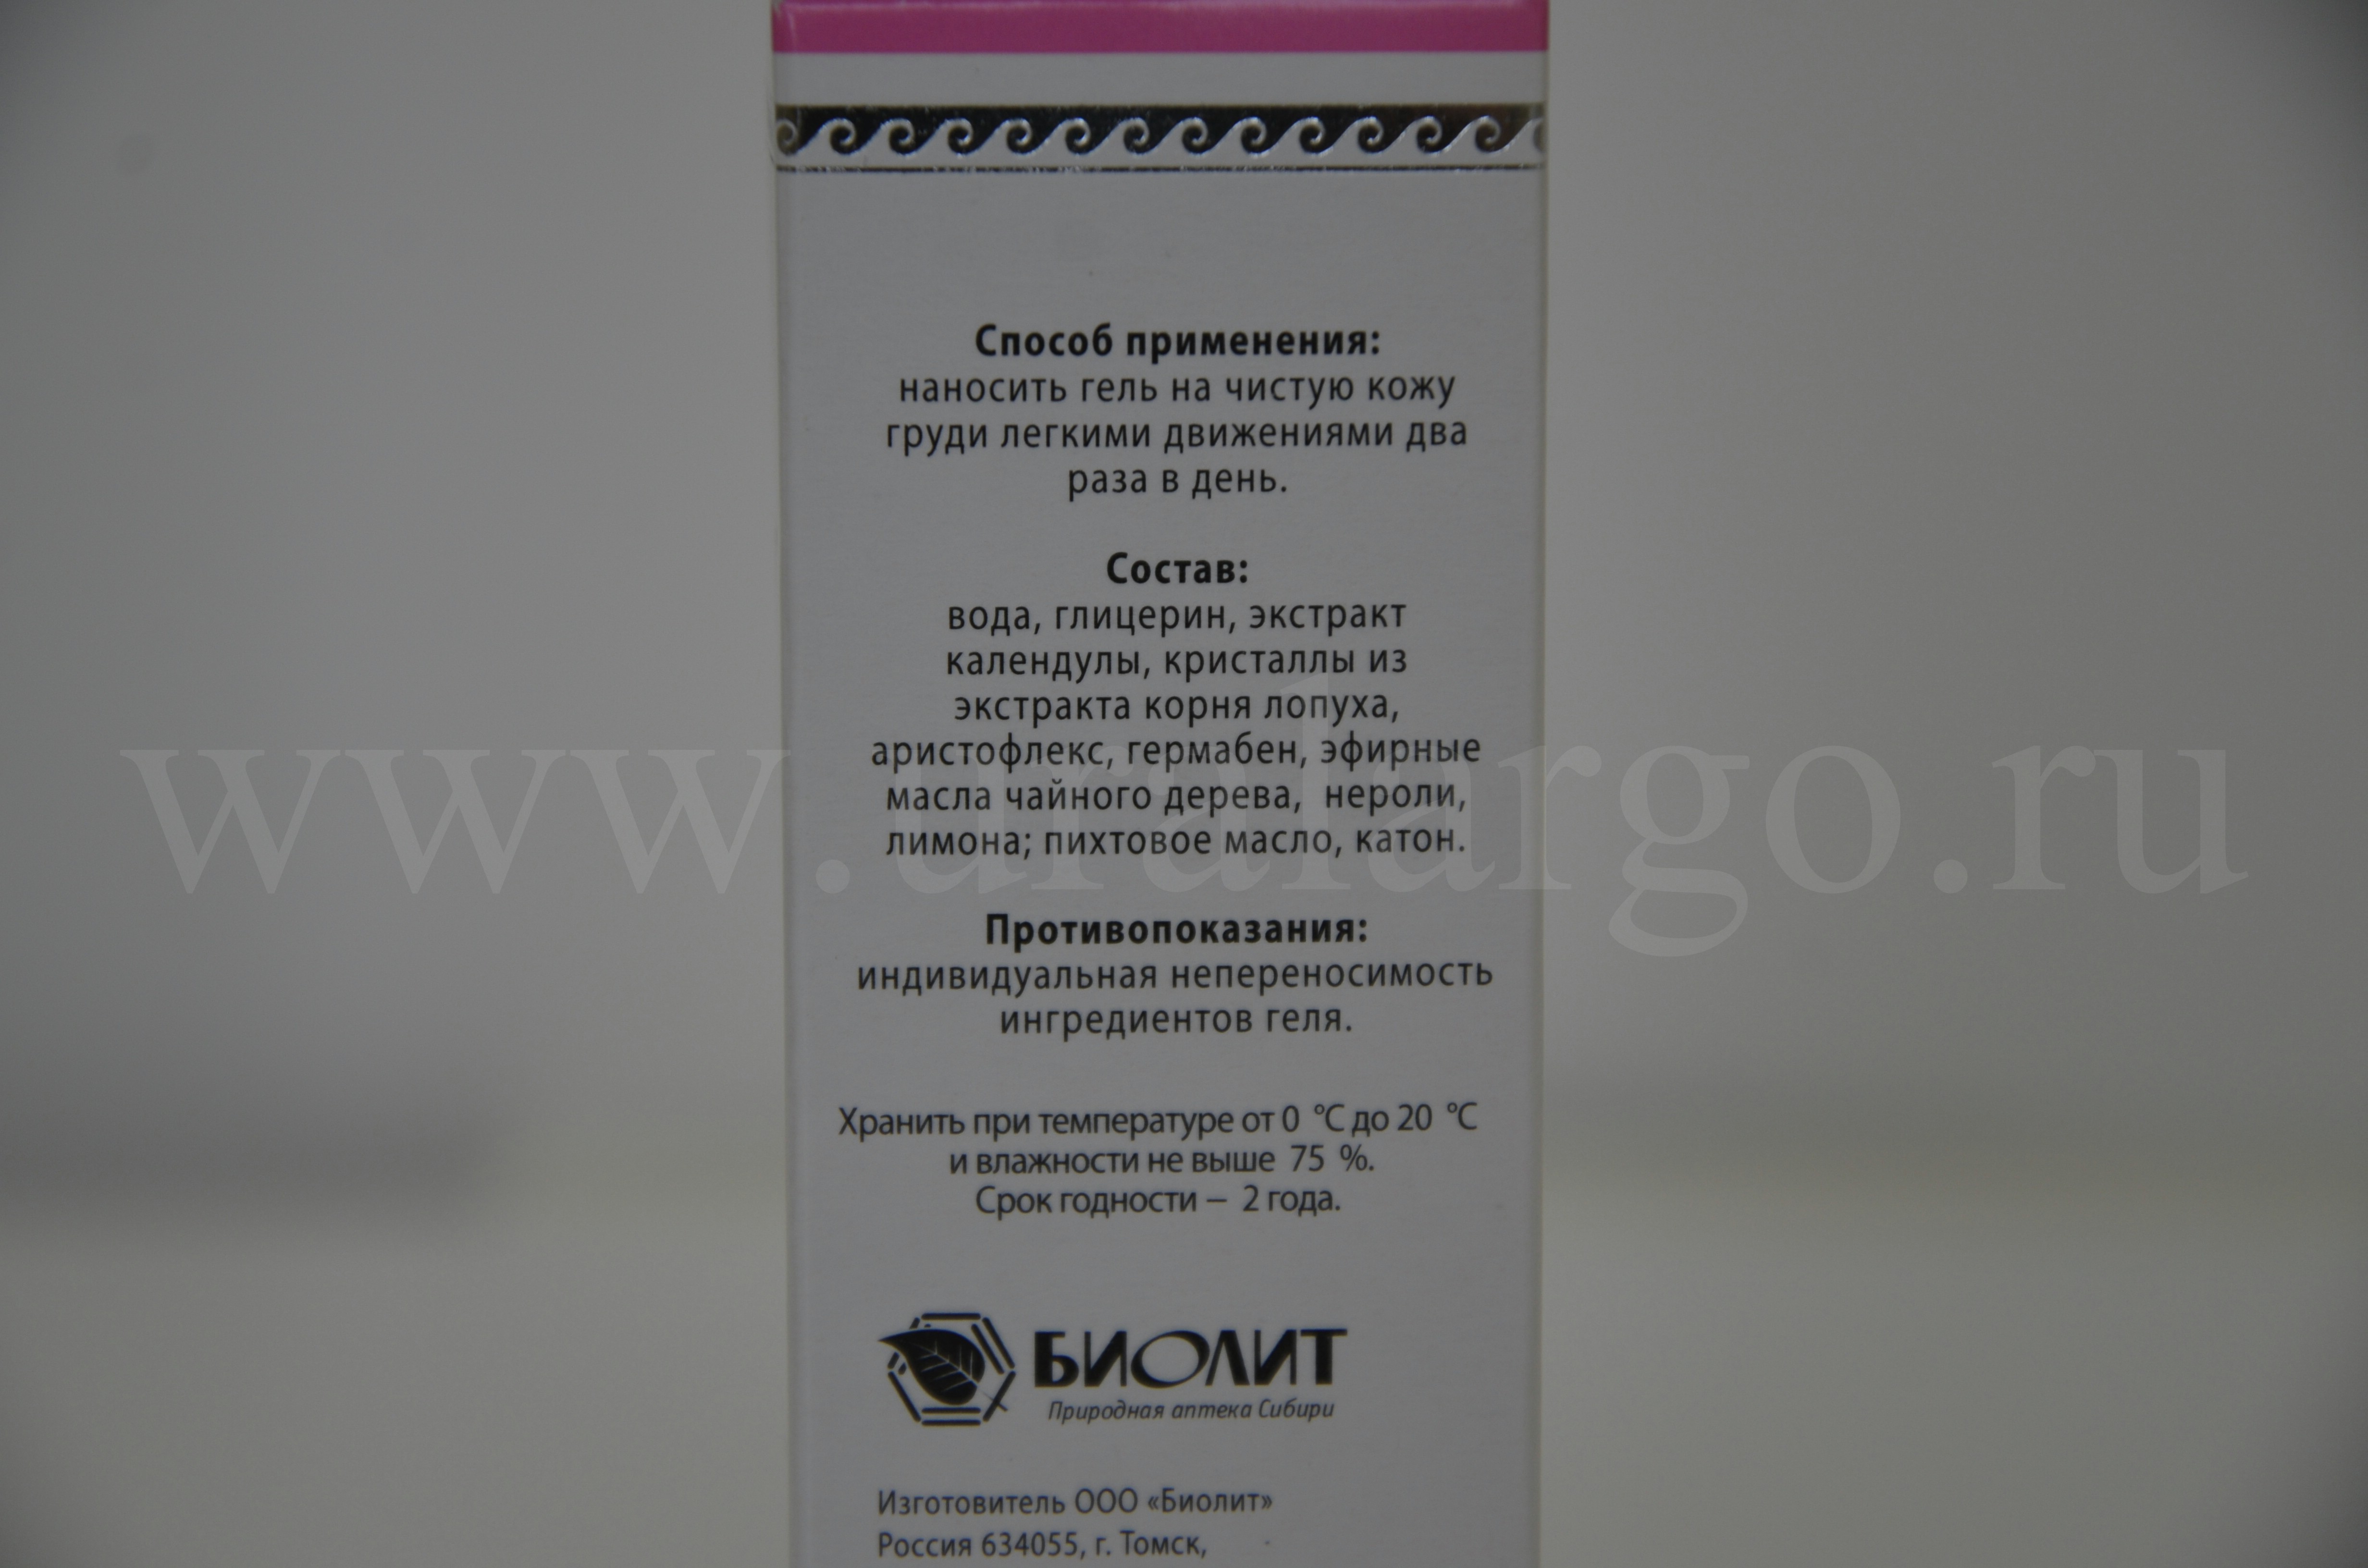 Способ применения:
наносить гель на чистую кожу
груди легкими движениями два
раза в день.
Состав:
вода, глицерин, экстракт
календулы, кристаллы из
экстракта корня лопуха,
аристофлекс, гермабен, эфирные
масла чайного дерева, нероли,
лимона; пихтовое масло, катон.
www.uralargo.ru
Противопоказания:
индивидуальная непереносимость
ингредиентов геля.
Хранить при температуре от 0 °С до 20 °С
и влажности не выше 75 %.
Срок годности – 2 года.
БИОЛИТ
Природная аптека Сибири
Изготовитель ООО «Биолит»
Россия 634055, г. Томск,